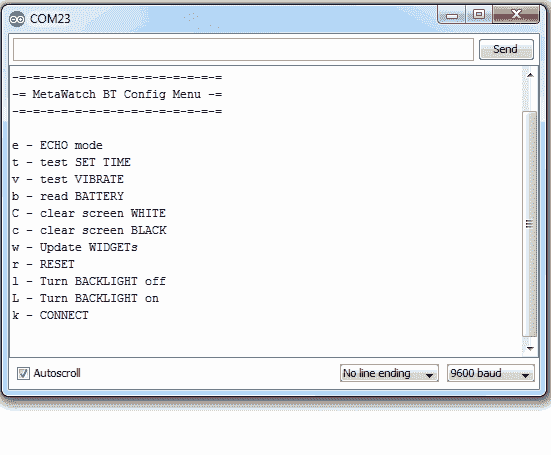 COM23
Send
-=-=-=-=-=-=-=-=-=-=-=-=
-= MetaWatch BT Config Menu -=
-=-=-=-=-=-=-=-=-=-=-=-=
e - ECHO mode
t - test SET TIME
v - test VIBRATE
b - read BATTERY
C - clear screen WHITE
c - clear screen BLACK
w - Update WIDGETs
r - RESET
l - Turn BACKLIGHT off
L - Turn BACKLIGHT on
k - CONNECT
Autoscroll
No line ending
9600 baud